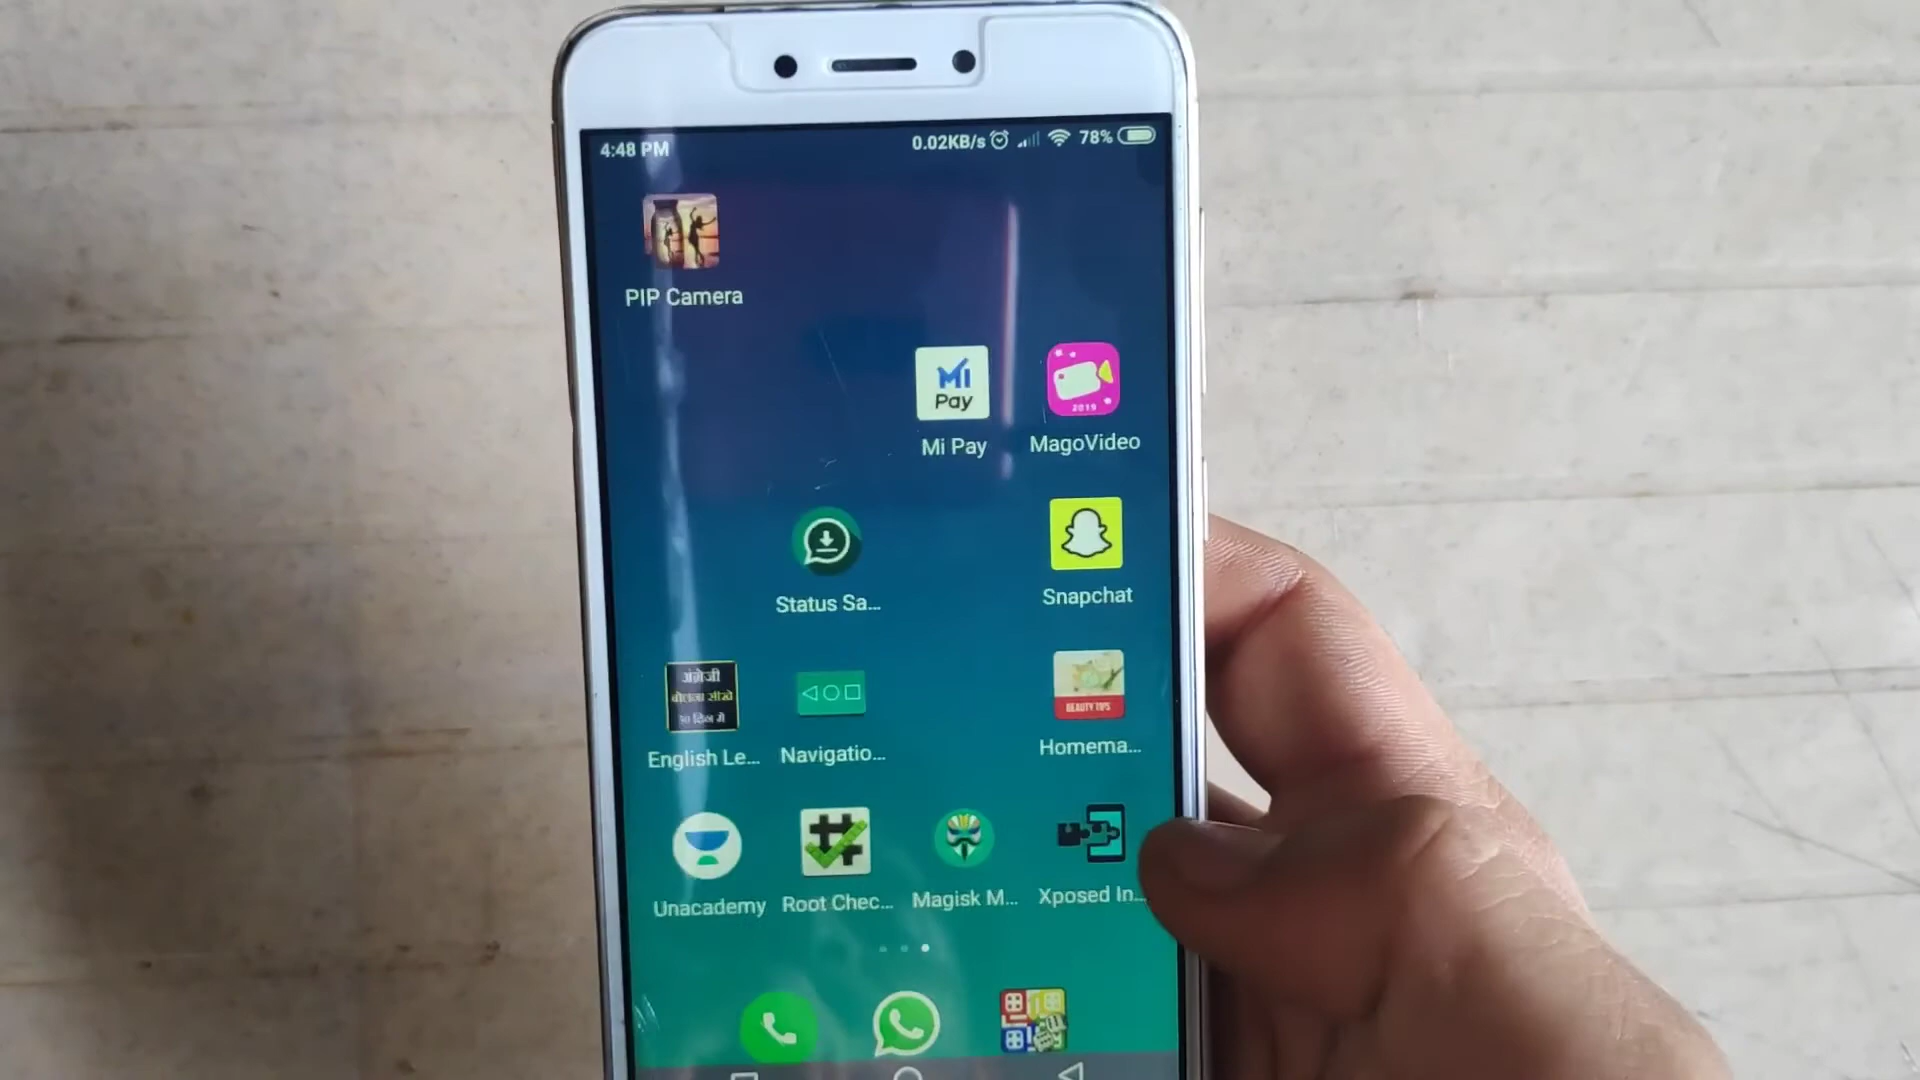 4:48 PM 0.02KB/s 78%
PIP Camera
Mi
Pay
2019
Mi Pay MagoVideo
Status Sa...
Snapchat
अंग्रेजी
बोलना सीखे
30 दिन में
BEAUTY TIPS
English Le... Navigatio... Homema...
Unacademy Root Chec... Magisk M... Xposed In...